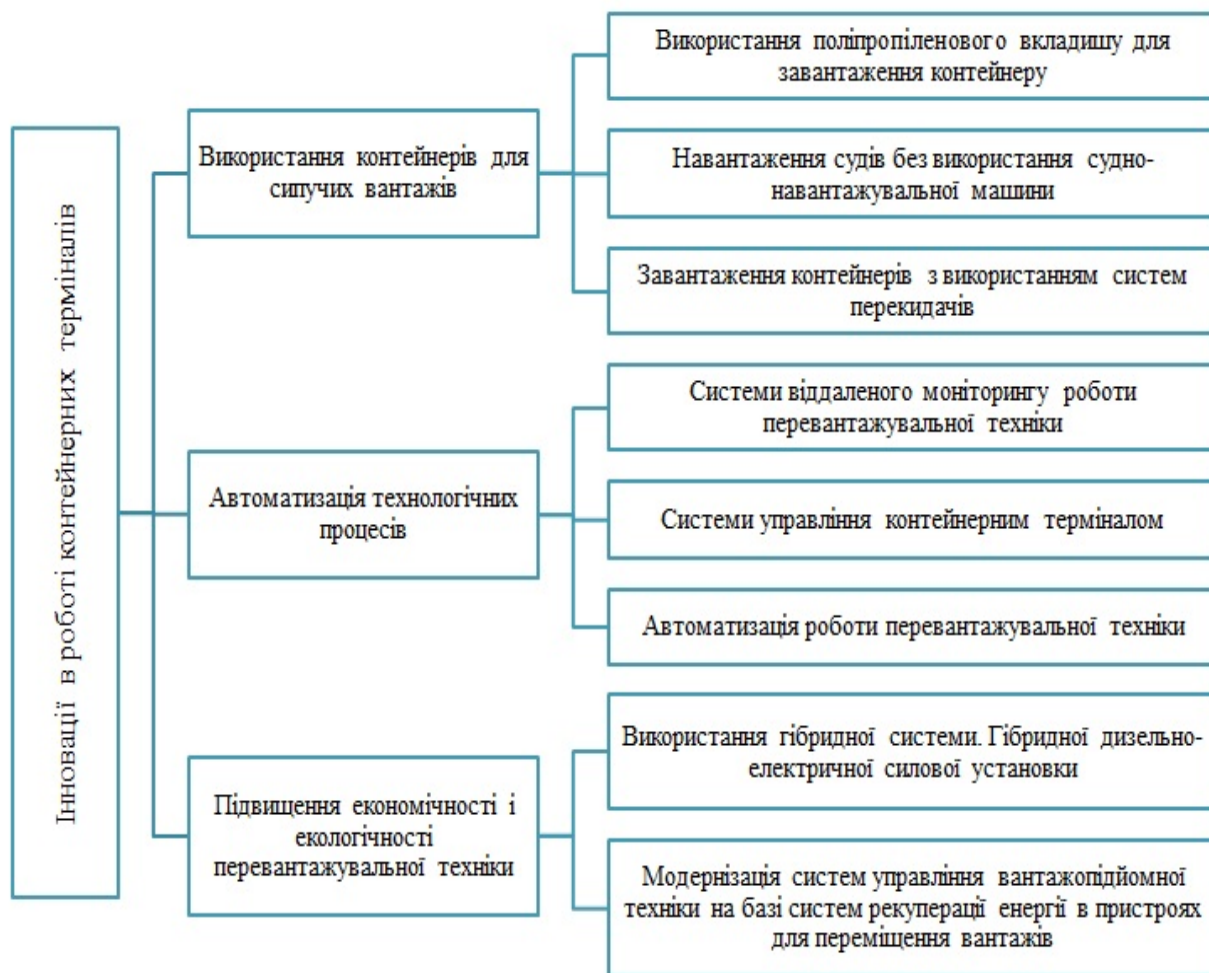 Інновації в роботі контейнерних терміналів
Використання контейнерів для
сипучих вантажів
Використання поліпропіленового вкладишу для
завантаження контейнеру
Навантаження судів без використання судно-
навантажувальної машини
Завантаження контейнерів з використанням систем
перекидачів
Автоматизація технологічних
процесів
Системи віддаленого моніторингу роботи
перевантажувальної техніки
Системи управління контейнерним терміналом
Автоматизація роботи перевантажувальної техніки
Підвищення економічності і
екологічності
перевантажувальної техніки
Використання гібридної системи. Гібридної дизельно-
електричної силової установки
Модернізація систем управління вантажопідйомної
техніки на базі систем рекуперації енергії в пристроях
для переміщення вантажів